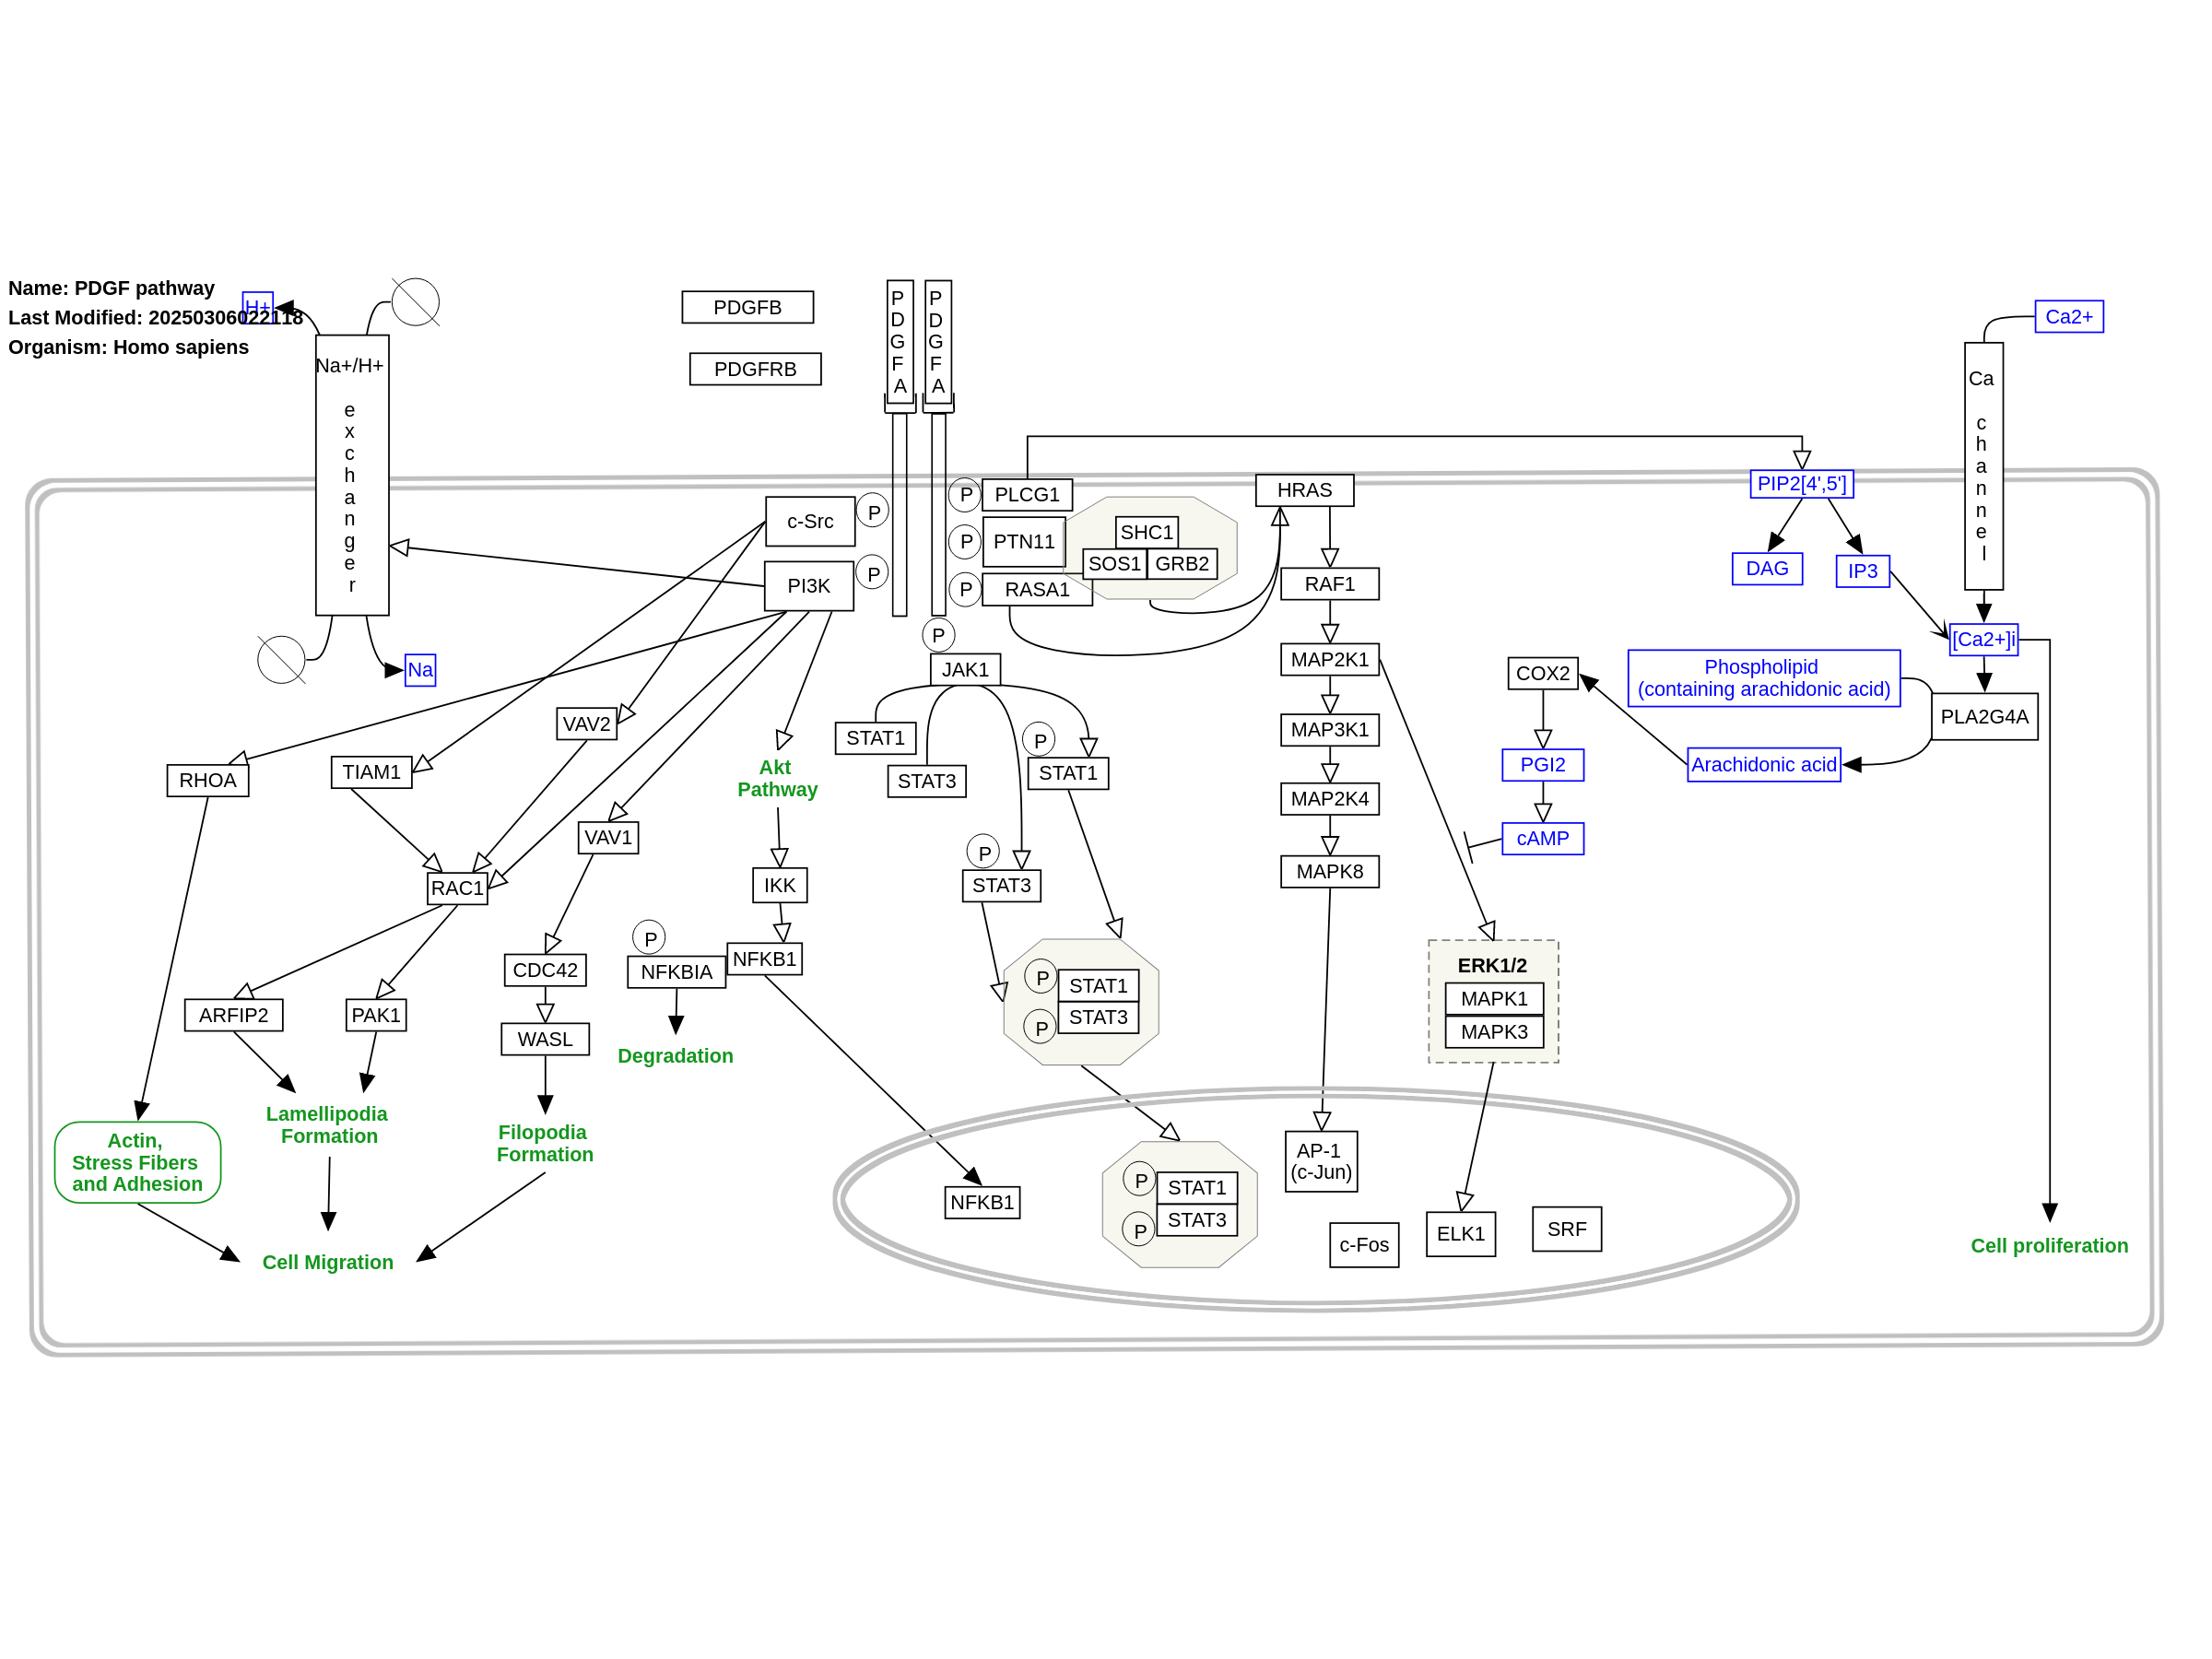 Name: PDGF pathway
Last Modified: 20250306022118
Organism: Homo sapiens
H+
Na+/H+
e
x
c
h
a
n
g
e
r
Na
PDGFB
PDGFRB
P
D
G
F
A
P
D
G
F
A
Ca2+
Ca
c
h
a
n
n
e
l
c-Src
P
PI3K
P
P
PLCG1
P
PTN11
P
RASA1
SHC1
SOS1
GRB2
HRAS
PIP2[4',5']
DAG
IP3
[Ca2+]i
RAF1
P
JAK1
MAP2K1
COX2
Phospholipid
(containing arachidonic acid)
PLA2G4A
VAV2
STAT1
P
STAT1
MAP3K1
RHOA
TIAM1
Akt
Pathway
STAT3
PGI2
Arachidonic acid
MAP2K4
VAV1
cAMP
P
STAT3
MAPK8
RAC1
IKK
P
NFKBIA
NFKB1
CDC42
P
STAT1
P
STAT3
ERK1/2
MAPK1
MAPK3
ARFIP2
PAK1
WASL
Degradation
Lamellipodia
Formation
Filopodia
Formation
Actin,
Stress Fibers
and Adhesion
Cell Migration
NFKB1
P
STAT1
P
STAT3
AP-1
(c-Jun)
c-Fos
ELK1
SRF
Cell proliferation